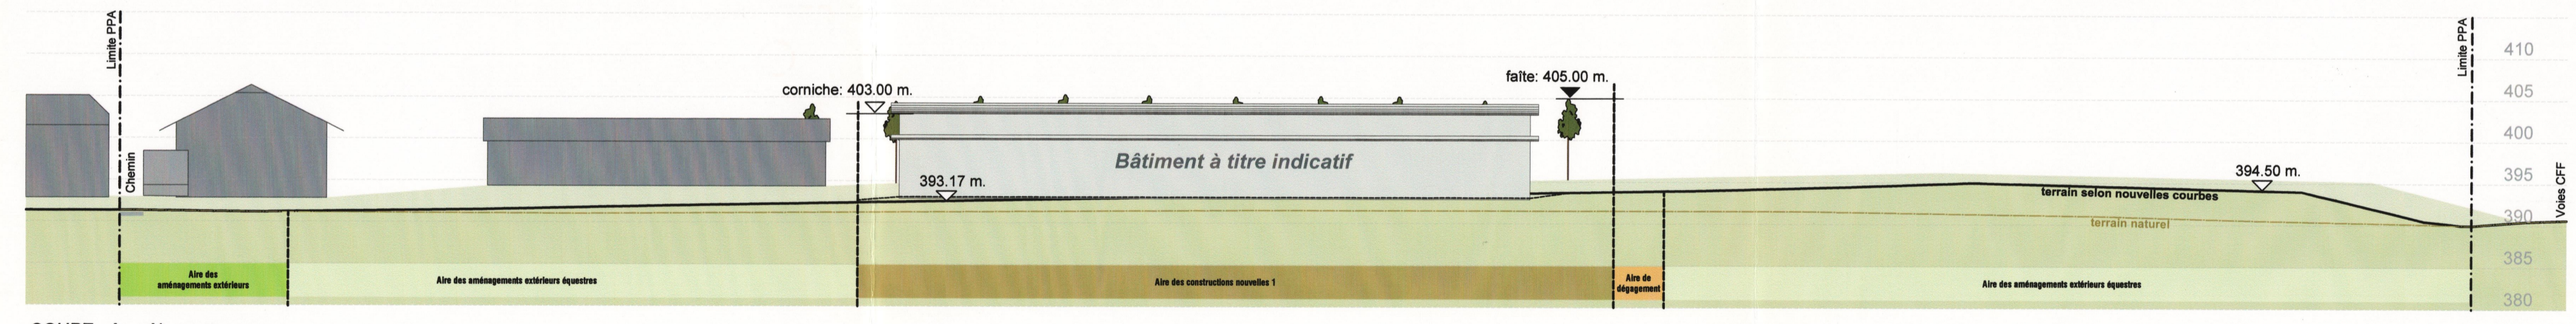 Limite PPA
Limite PPA
410
faîte: 405.00 m.
corniche: 403.00 m.
405
400
Bâtiment à titre indicatif
Chemin
394.50 m.
395
393.17 m.
terrain selon nouvelles courbes
Voies CFF
390
terrain naturel
385
Aire des
aménagements extérieurs
Aire des aménagements extérieurs équestres
Aire des constructions nouvelles 1
Aire de
dégagement
Aire des aménagements extérieurs équestres
380